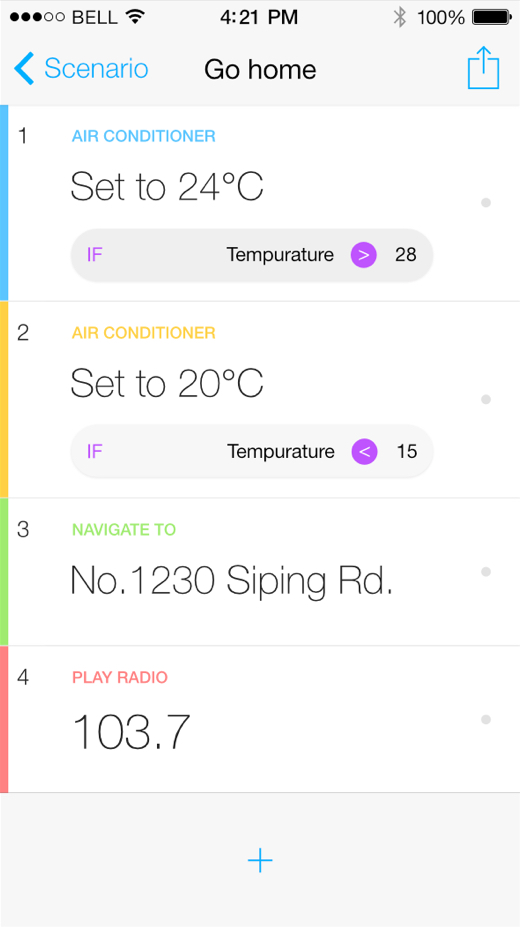 BELL 4:21 PM 100%
Scenario Go home
1 AIR CONDITIONER
Set to 24°C
IF Tempurature > 28
2 AIR CONDITIONER
Set to 20°C
IF Tempurature < 15
3 NAVIGATE TO
No.1230 Siping Rd.
4 PLAY RADIO
103.7
+